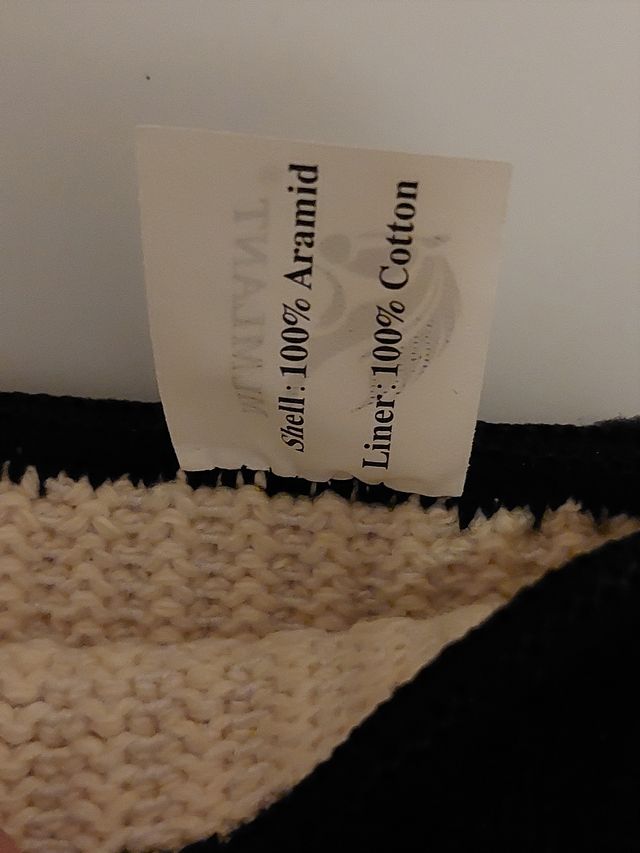 Shell : 100% Aramid
Liner : 100% Cotton